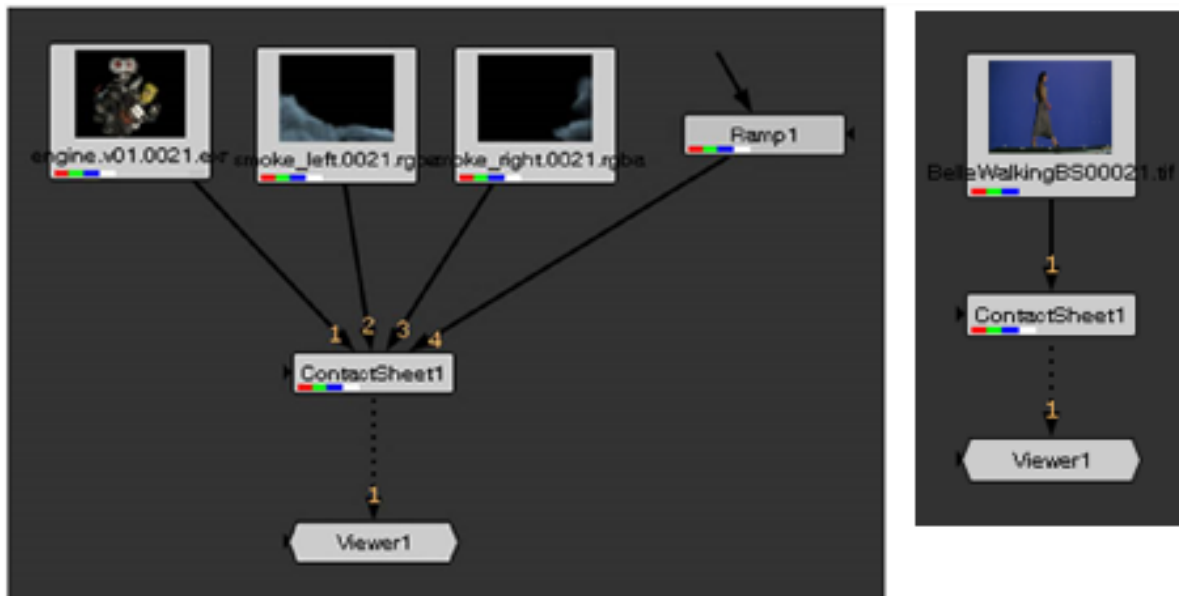 engine.v01.0021.exr
smoke_left.0021.rgba
smoke_right.0021.rgba
Ramp1
1
2
3
4
ContactSheet1
1
Viewer1
BelleWalkingBS00021.tif
1
ContactSheet1
1
Viewer1